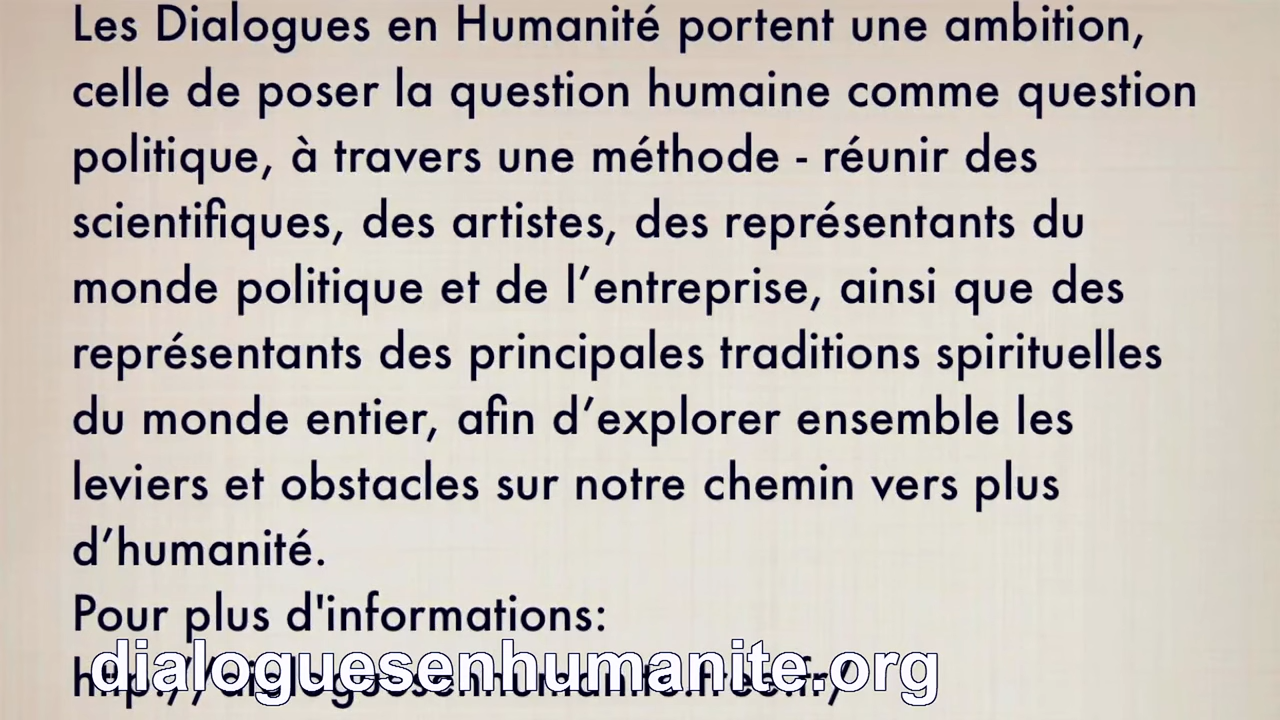 Les Dialogues en Humanité portent une ambition,
celle de poser la question humaine comme question
politique, à travers une méthode - réunir des
scientifiques, des artistes, des représentants du
monde politique et de l’entreprise, ainsi que des
représentants des principales traditions spirituelles
du monde entier, afin d’explorer ensemble les
leviers et obstacles sur notre chemin vers plus
d’humanité.
Pour plus d'informations:
dialoguesenhumanite.org